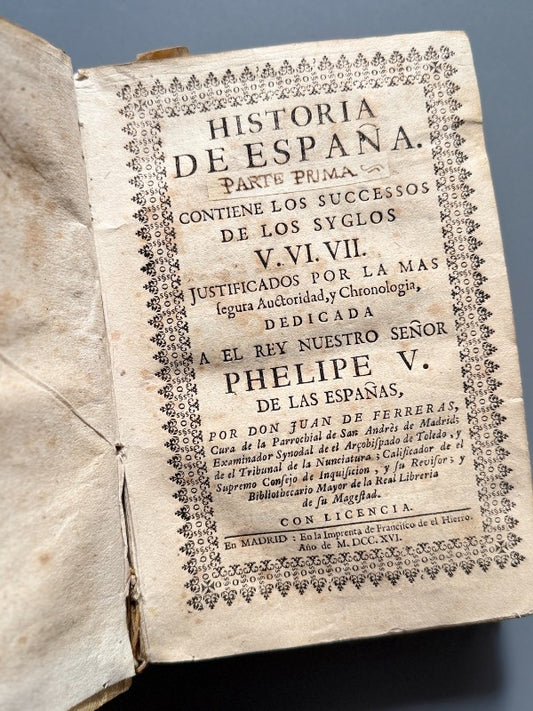 HISTORIA
DE ESPAÑA.
PARTE PRIMA
CONTIENE LOS SUCCESSOS
DE LOS SYGLOS
V. VI. VII.
JUSTIFICADOS POR LA MAS
segura Auctoridad, y Chronologia,
DEDICADA
A EL REY NUESTRO SEÑOR
PHELIPE V.
DE LAS ESPAÑAS,
POR DON JUAN DE FERRERAS,
Cura de la Parrochial de San Andrès de Madrid;
Examinador Synodal de el Arçobispado de Toledo, y
de el Tribunal de la Nunciatura; Calificador de el
Supremo Consejo de Inquisicion, y su Revisor; y
Bibliothecario Mayor de la Real Libreria
de su Magestad.
CON LICENCIA.
En MADRID: En la Imprenta de Francisco de el Hierro.
Año de M. DCC. XVI.